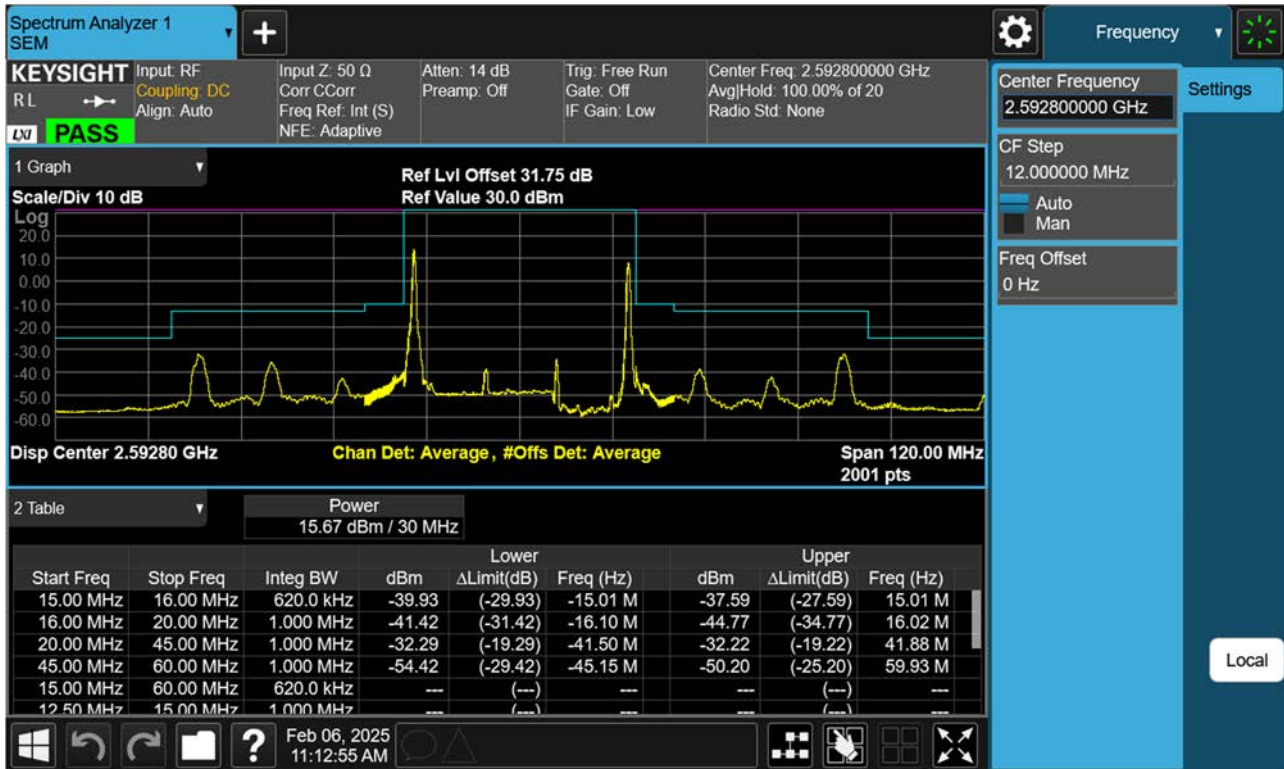 Spectrum Analyzer 1
SEM
Frequency
KEYSIGHT
R L
LXI
PASS
Input: RF
Coupling: DC
Align: Auto
Input Z: 50 Ω
Corr CCorr
Freq Ref: Int (S)
NFE: Adaptive
Atten: 14 dB
Preamp: Off
Trig: Free Run
Gate: Off
IF Gain: Low
Center Freq: 2.592800000 GHz
Avg|Hold: 100.00% of 20
Radio Std: None
Center Frequency
2.592800000 GHz
Settings
CF Step
12.000000 MHz
Auto
Man
Freq Offset
0 Hz
1 Graph
Scale/Div 10 dB
Ref Lvl Offset 31.75 dB
Ref Value 30.0 dBm
Log
20.0
10.0
0.00
-10.0
-20.0
-30.0
-40.0
-50.0
-60.0
Disp Center 2.59280 GHz
Chan Det: Average, #Offs Det: Average
Span 120.00 MHz
2001 pts
2 Table
Power
15.67 dBm / 30 MHz
Lower Upper
Start Freq Stop Freq Integ BW dBm ΔLimit(dB) Freq (Hz) dBm ΔLimit(dB) Freq (Hz)
15.00 MHz 16.00 MHz 620.0 kHz -39.93 (-29.93) -15.01 M -37.59 (-27.59) 15.01 M
16.00 MHz 20.00 MHz 1.000 MHz -41.42 (-31.42) -16.10 M -44.77 (-34.77) 16.02 M
20.00 MHz 45.00 MHz 1.000 MHz -32.29 (-19.29) -41.50 M -32.22 (-19.22) 41.88 M
45.00 MHz 60.00 MHz 1.000 MHz -54.42 (-29.42) -45.15 M -50.20 (-25.20) 59.93 M
15.00 MHz 60.00 MHz 620.0 kHz --- (---) --- --- (---) ---
12.50 MHz 15.00 MHz 1.000 MHz --- (---) --- --- (---) ---
Local
?
Feb 06, 2025
11:12:55 AM